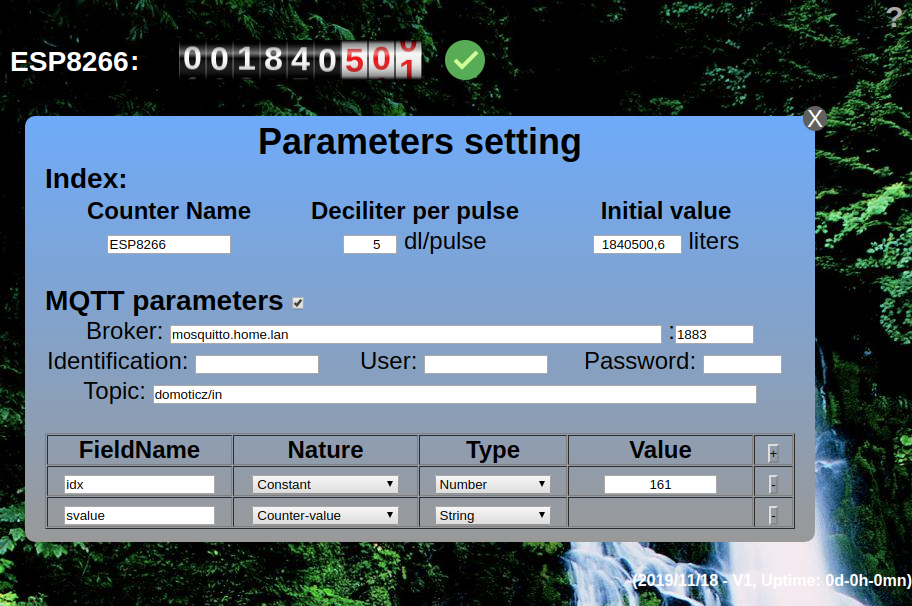 ?
ESP8266: 001840501
X
Parameters setting
Index:
Counter Name Deciliter per pulse Initial value
ESP8266 5 dl/pulse 1840500,6 liters
MQTT parameters
Broker: mosquitto.home.lan :1883
Identification: User: Password:
Topic: domoticz/in
FieldName Nature Type Value +
idx Constant Number 161 -
svalue Counter-value String -
(2019/11/18 - V1, Uptime: 0d-0h-0mn)